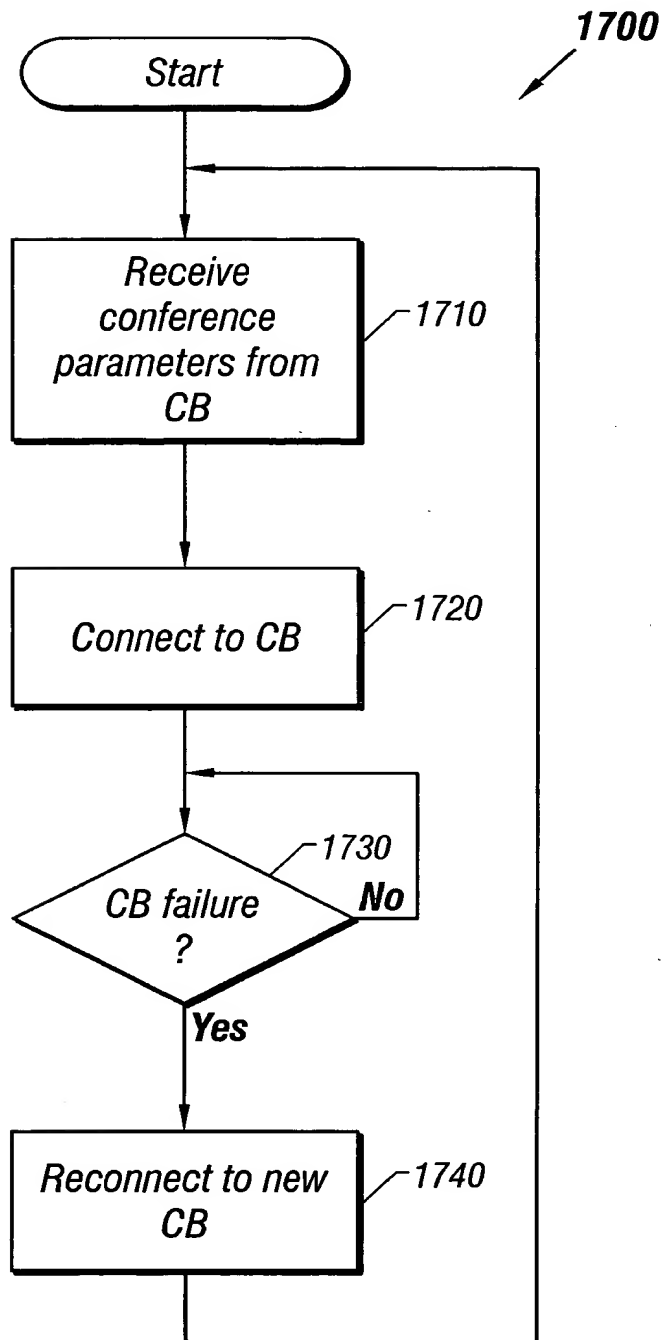 1700
Start
Receive
conference
parameters from
CB
1710
Connect to CB
1720
1730
CB failure
?
No
Yes
Reconnect to new
CB
1740